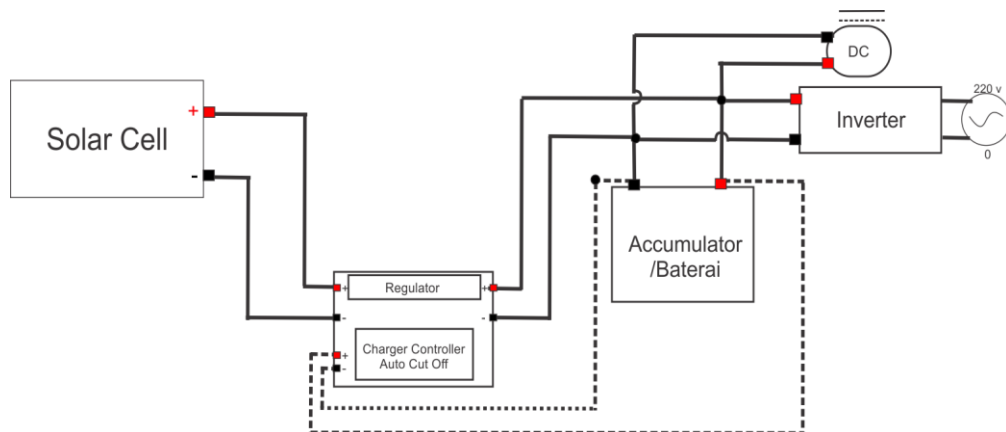 DC
220 v
Inverter
0
+
Solar Cell
-
Accumulator
/Baterai
+ Regulator +
- -
+ Charger Controller
- Auto Cut Off